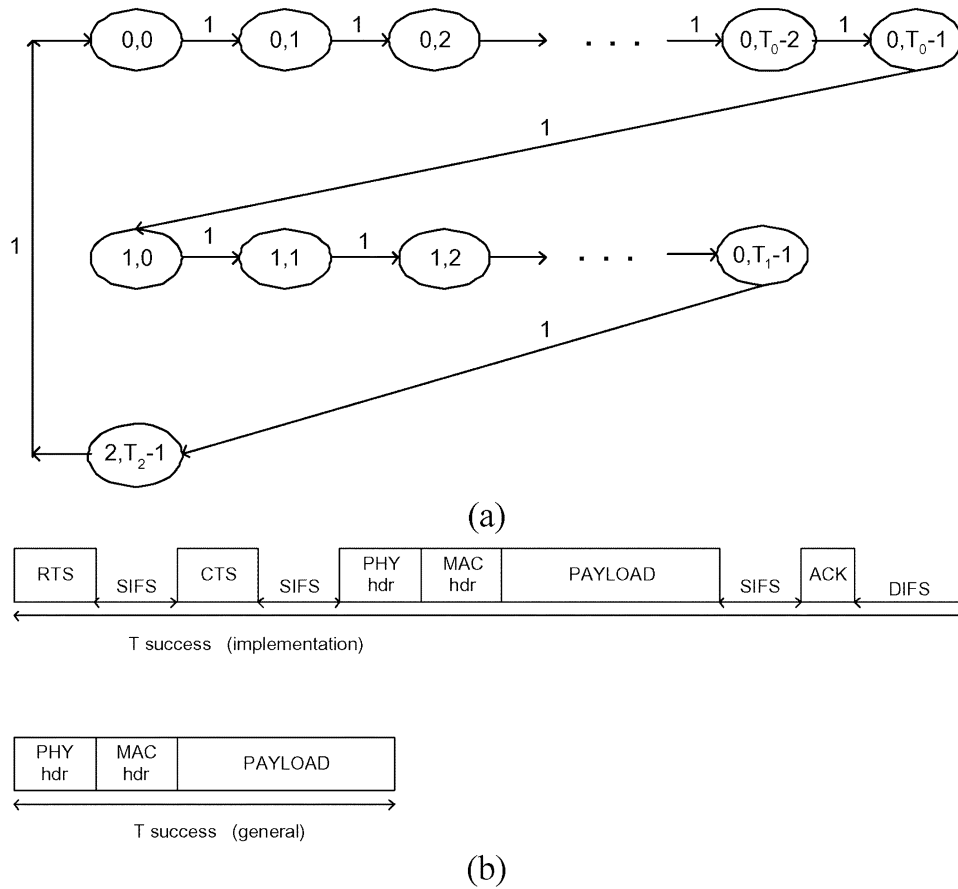 0,0 1 0,1 1 0,2 . . . 1 0,T₀-2 1 0,T₀-1
1
1
1,0 1 1,1 1 1,2 . . . 0,T₁-1
1
2,T₂-1
(a)
RTS SIFS CTS SIFS PHY hdr MAC hdr PAYLOAD SIFS ACK DIFS
T success (implementation)
PHY hdr MAC hdr PAYLOAD
T success (general)
(b)